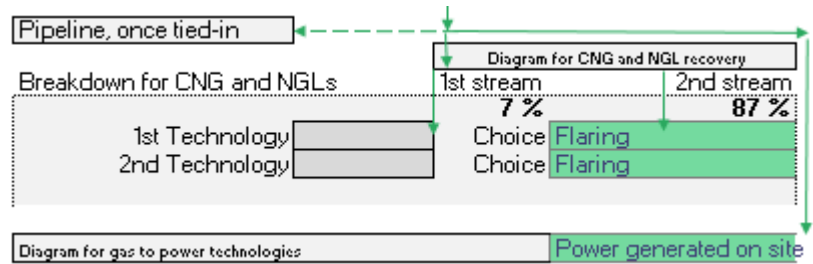 Pipeline, once tied-in
Diagram for CNG and NGL recovery
Breakdown for CNG and NGLs 1st stream 2nd stream
7 % 87 %
1st Technology Choice Flaring
2nd Technology Choice Flaring
Diagram for gas to power technologies Power generated on site